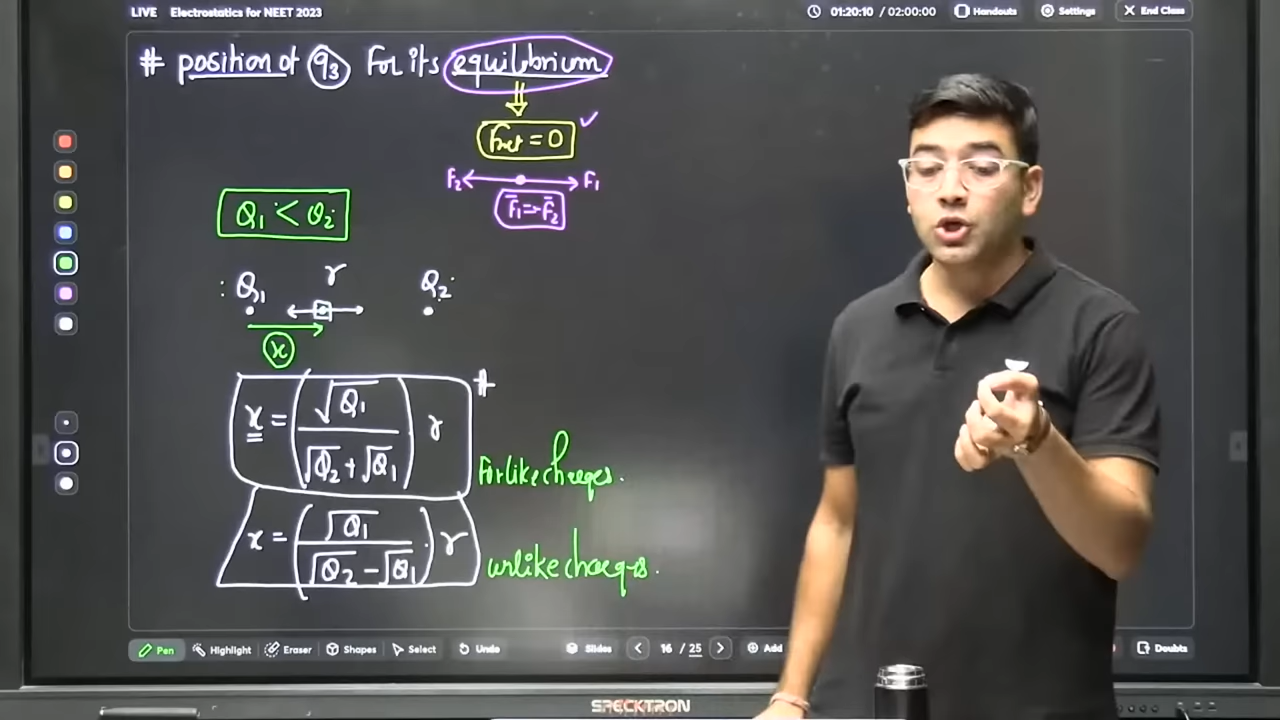 LIVE Electrostatics for NEET 2023
01:20:10 / 02:00:00 Handouts Settings End Class
# position of q3 For its equilibrium
Fnet = 0 ✓
F2 F1
F̄1 = -F̄2
Q1 < Q2
Q1 r Q2
x
x = (√Q1 / (√Q2 + √Q1)) r #
For like charges.
x = (√Q1 / (√Q2 - √Q1)) r
unlike charges.
Pen Highlight Eraser Shapes Select Undo Slides < 16 / 25 > Add Doubts
SPECKTRON